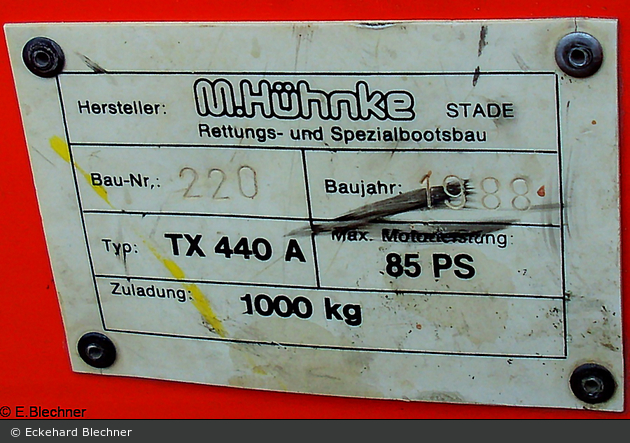 Hersteller: M.Hühnke STADE
Rettungs- und Spezialbootsbau
Bau-Nr,: 220 Baujahr: 1988
Typ: TX 440 A Max. Motorleistung:
85 PS
Zuladung: 1000 kg
© E.Blechner
© Eckehard Blechner